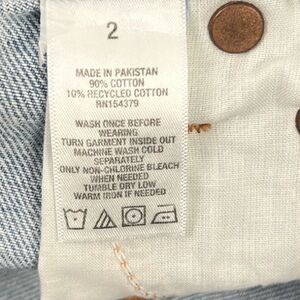 2
MADE IN PAKISTAN
90% COTTON
10% RECYCLED COTTON
RN154379
WASH ONCE BEFORE
WEARING
TURN GARMENT INSIDE OUT
MACHINE WASH COLD
SEPARATELY
ONLY NON-CHLORINE BLEACH
WHEN NEEDED
TUMBLE DRY LOW
WARM IRON IF NEEDED